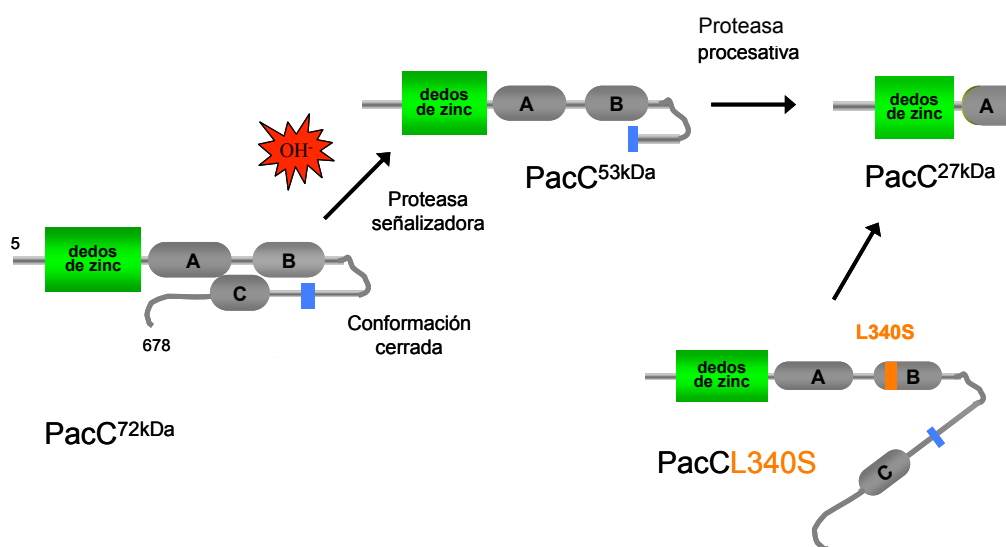 Proteasa
procesativa
dedos
de zinc
A
B
dedos
de zinc
A
OH-
PacC53kDa
PacC27kDa
Proteasa
señalizadora
5
dedos
de zinc
A
B
C
678
Conformación
cerrada
L340S
dedos
de zinc
A
B
PacC72kDa
PacCL340S
C